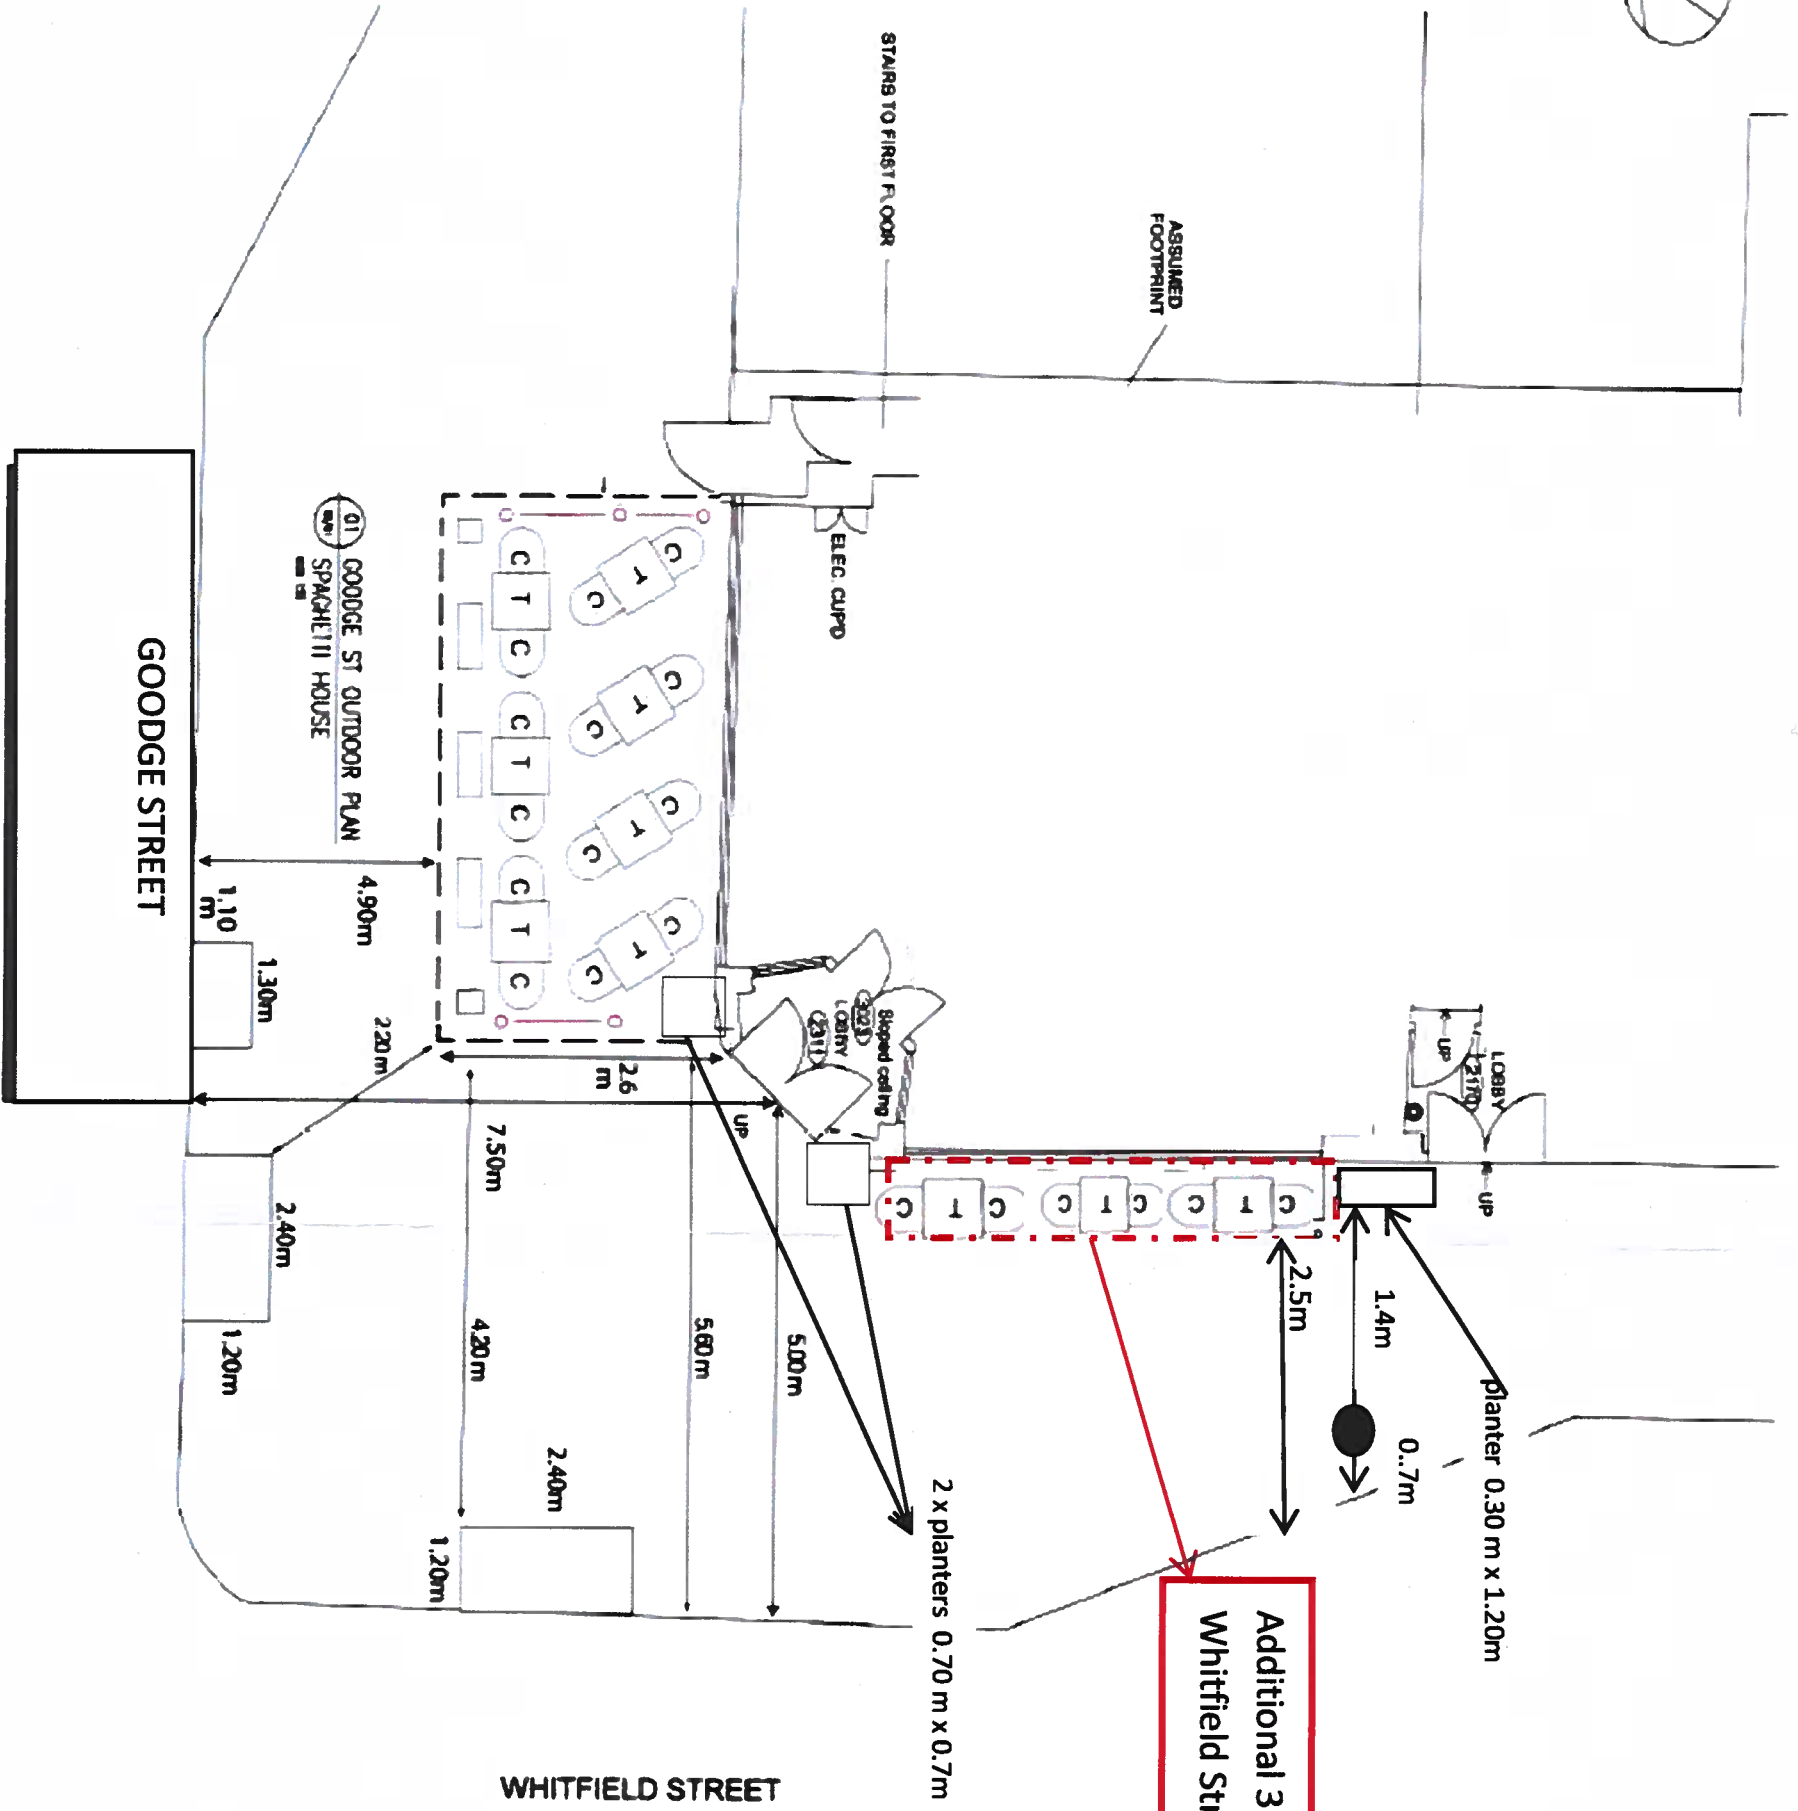 STAIRS TO FIRST FLOOR
ASSUMED
FOOTPRINT
ELEC. CUP'D
01
GOODGE ST OUTDOOR PLAN
SPAGHETTI HOUSE
GOODGE STREET
C T C
C T C
C T C
C T C
C T C
C T C
C T C
4.90m
1.10
m
1.30m
2.20m
2.6
m
7.50m
UP
Sloped ceiling
LOBBY
LOBBY
UP
UP
C T C
C T C
C T C
2.40m
1.20m
4.20m
5.60m
5.00m
2.5m
1.4m
0..7m
planter 0.30 m x 1.20m
2.40m
1.20m
2 x planters 0.70 m x 0.7m
Additional 3
Whitfield St
WHITFIELD STREET